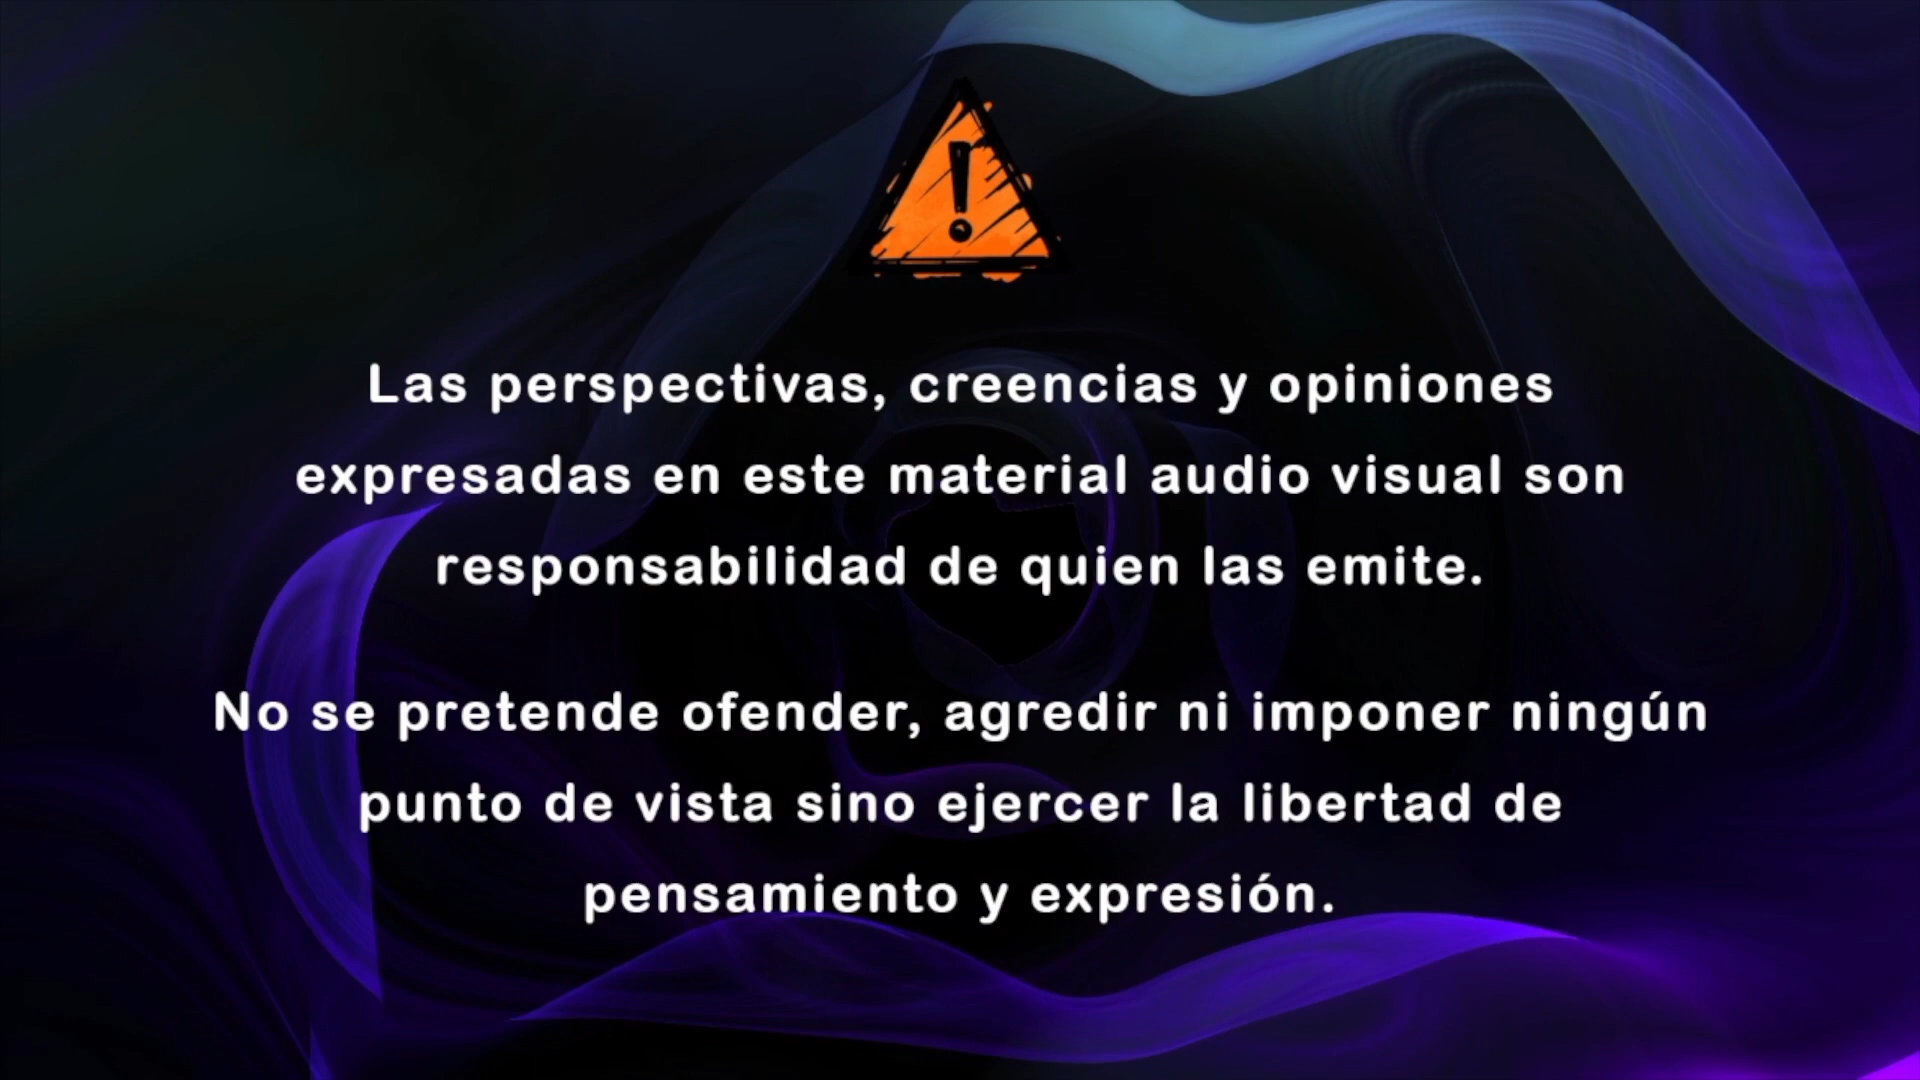 Las perspectivas, creencias y opiniones
expresadas en este material audio visual son
responsabilidad de quien las emite.
No se pretende ofender, agredir ni imponer ningún
punto de vista sino ejercer la libertad de
pensamiento y expresión.